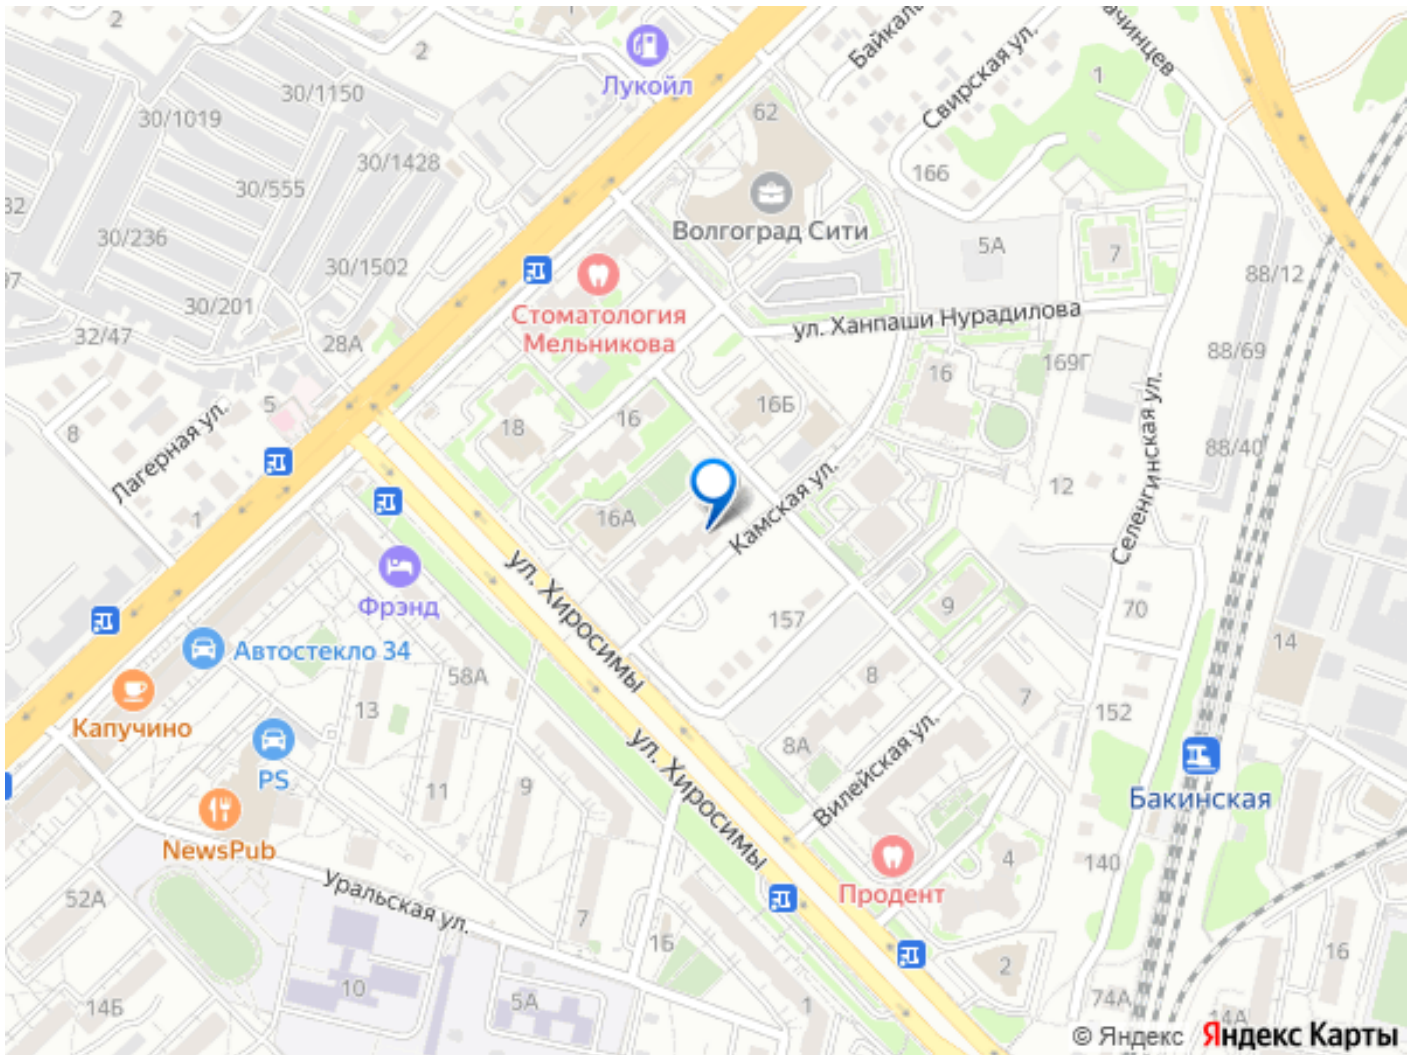 2
2
30/1150
30/1019
Лукойл
Байкал
Свирская ул.
ачинцев
1
62
30/1428
30/555
166
32
Волгоград Сити
30/236
5А
7
88/12
30/1502
97
30/201
Стоматология
Мельникова
ул. Ханпаши Нурадилова
32/47
28А
88/69
169Г
16
16Б
5
8
Лагерная ул.
18
16
Селенгинская ул.
88/40
12
1
16А
Камская ул.
ул. Хиросимы
Фрэнд
9
70
157
14
Автостекло 34
58А
8
7
Капучино
13
152
8А
Вилейская ул.
PS
ул. Хиросимы
11
9
Бакинская
NewsPub
4
140
Продент
52А
Уральская ул.
7
16
16
2
10
5А
1
14Б
74А
14А
© Яндекс Яндекс Карты